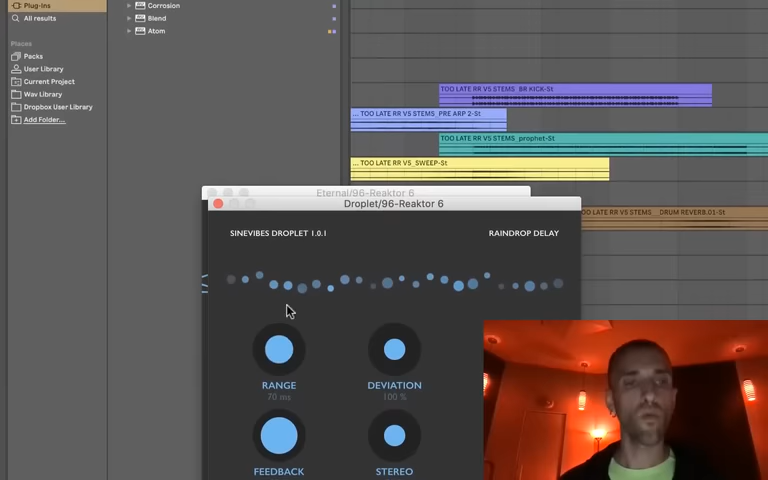 Plug-Ins
All results
Places
Packs
User Library
Current Project
Wav Library
Dropbox User Library
Add Folder...
Corrosion
Blend
Atom
TOO LATE RR V5 STEMS_BR KICK-St
... TOO LATE RR V5 STEMS_PRE ARP 2-St
TOO LATE RR V5 STEMS_prophet-St
... TOO LATE RR V5_SWEEP-St
OO LATE RR V5 STEMS__DRUM REVERB.01-St
Eternal/96-Reaktor 6
Droplet/96-Reaktor 6
SINEVIBES DROPLET 1.0.1
RAINDROP DELAY
RANGE
70 ms
DEVIATION
100 %
FEEDBACK
STEREO